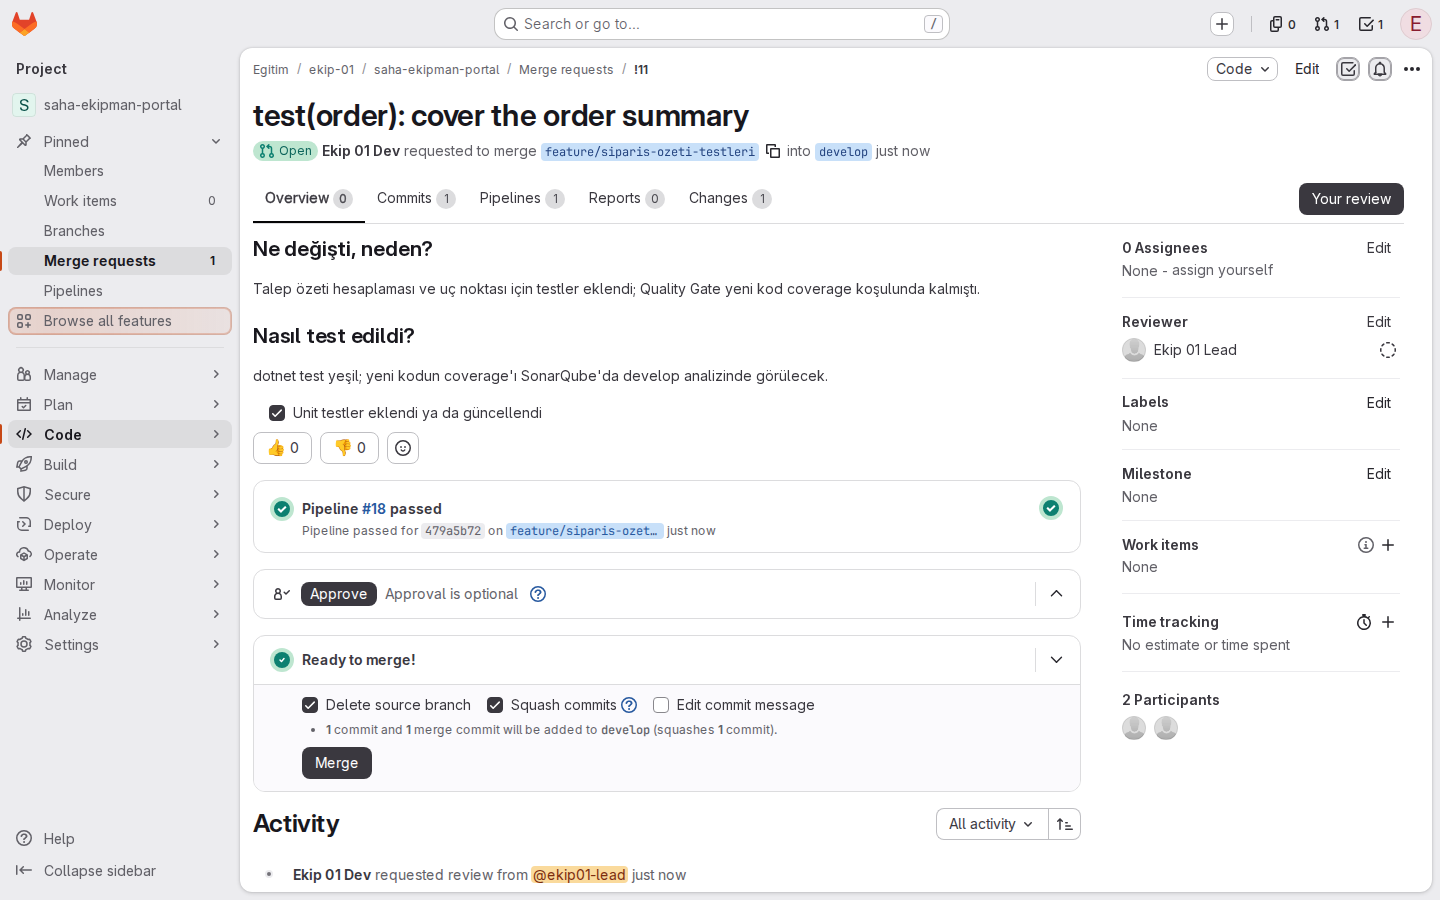 Search or go to...
/
0
1
1
E
Project
S
saha-ekipman-portal
Pinned
Members
Work items
0
Branches
Merge requests
1
Pipelines
Browse all features
Manage
Plan
Code
Build
Secure
Deploy
Operate
Monitor
Analyze
Settings
Help
Collapse sidebar
Egitim / ekip-01 / saha-ekipman-portal / Merge requests / !11
Code
Edit
test(order): cover the order summary
Open
Ekip 01 Dev requested to merge feature/siparis-ozeti-testleri into develop just now
Overview 0
Commits 1
Pipelines 1
Reports 0
Changes 1
Your review
Ne değişti, neden?
Talep özeti hesaplaması ve uç noktası için testler eklendi; Quality Gate yeni kod coverage koşulunda kalmıştı.
Nasıl test edildi?
dotnet test yeşil; yeni kodun coverage'ı SonarQube'da develop analizinde görülecek.
Unit testler eklendi ya da güncellendi
👍 0
👎 0
Pipeline #18 passed
Pipeline passed for 479a5b72 on feature/siparis-ozet… just now
Approve
Approval is optional
Ready to merge!
Delete source branch
Squash commits
Edit commit message
• 1 commit and 1 merge commit will be added to develop (squashes 1 commit).
Merge
Activity
All activity
Ekip 01 Dev requested review from @ekip01-lead just now
0 Assignees
Edit
None - assign yourself
Reviewer
Edit
Ekip 01 Lead
Labels
Edit
None
Milestone
Edit
None
Work items
None
Time tracking
No estimate or time spent
2 Participants